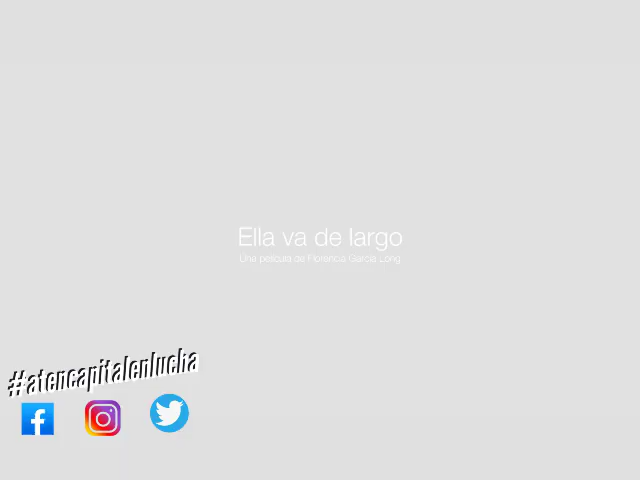 Ella va de largo
Una película de Florencia García Long
#atencapitalenlucha